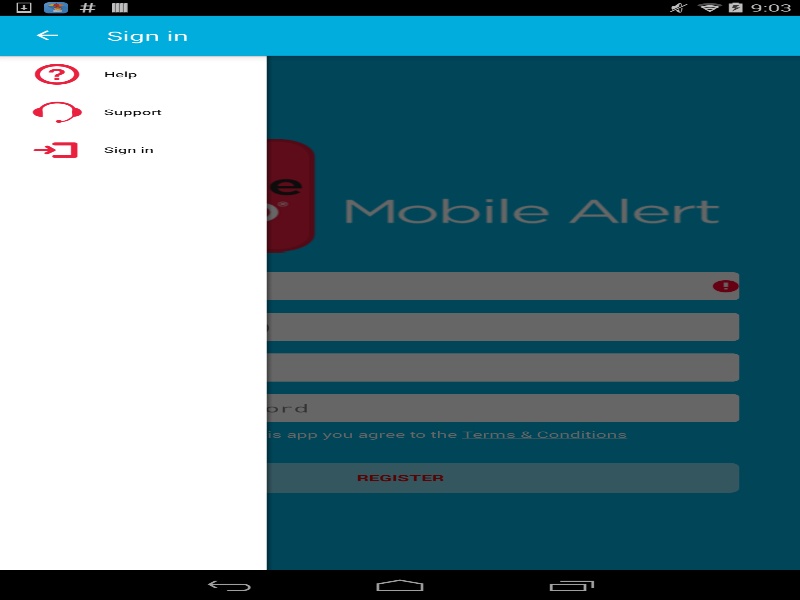 9:03
Sign in
Help
Support
Sign in
Mobile Alert
is app you agree to the Terms & Conditions
REGISTER